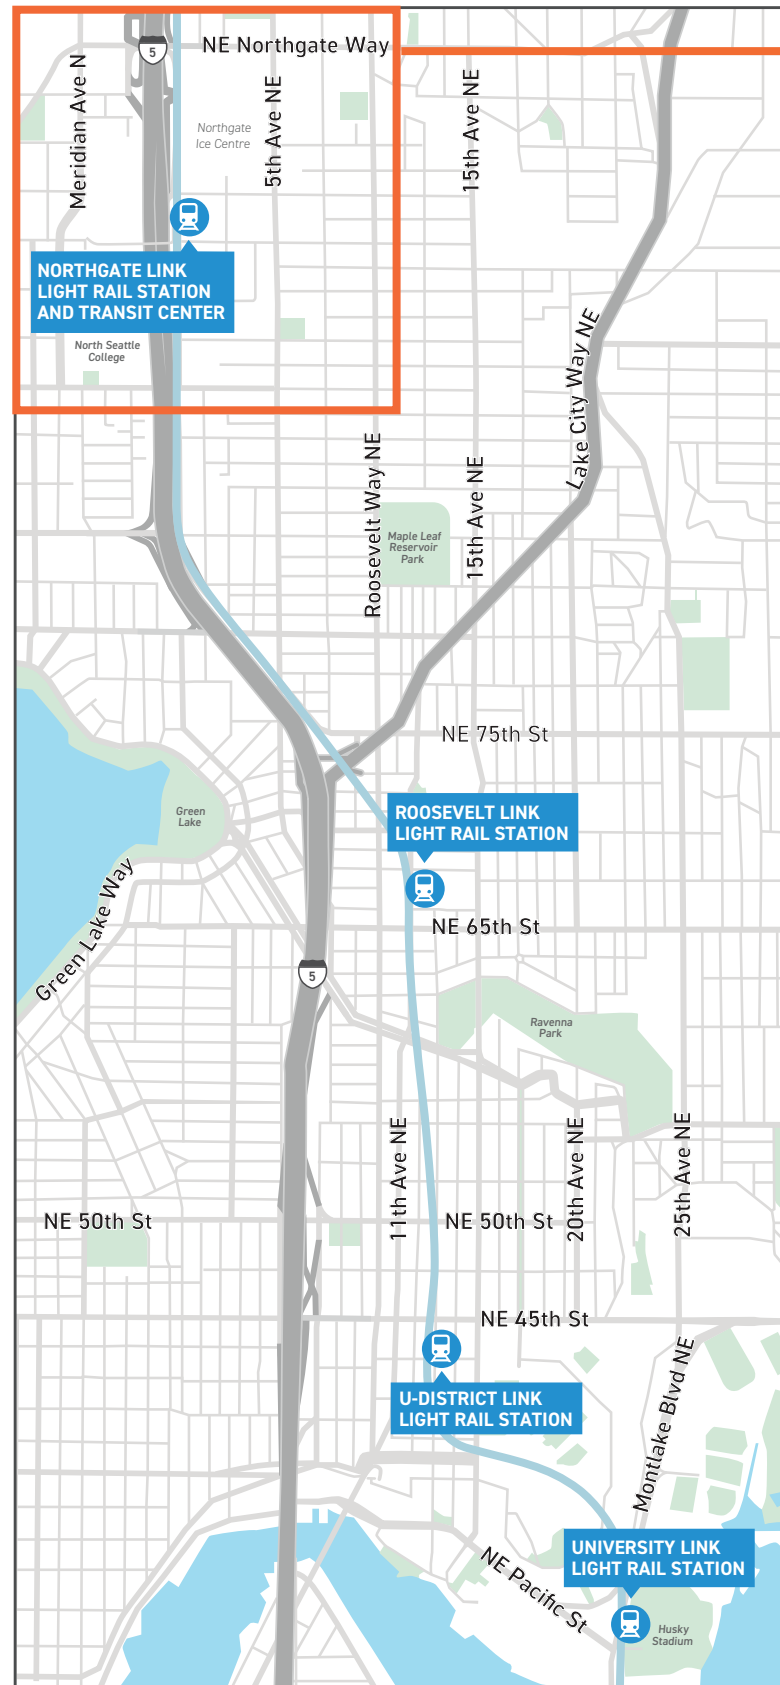 5
NE Northgate Way
Meridian Ave N
Northgate
Ice Centre
5th Ave NE
15th Ave NE
NORTHGATE LINK
LIGHT RAIL STATION
AND TRANSIT CENTER
North Seattle
College
Lake City Way NE
Roosevelt Way NE
15th Ave NE
Maple Leaf
Reservoir
Park
NE 75th St
Green
Lake
ROOSEVELT LINK
LIGHT RAIL STATION
Green Lake Way
NE 65th St
5
Ravenna
Park
11th Ave NE
20th Ave NE
25th Ave NE
NE 50th St
NE 50th St
NE 45th St
U-DISTRICT LINK
LIGHT RAIL STATION
Montlake Blvd NE
UNIVERSITY LINK
LIGHT RAIL STATION
NE Pacific St
Husky
Stadium